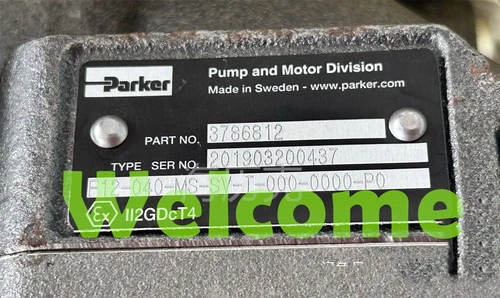 Parker
Pump and Motor Division
Made in Sweden - www.parker.com
PART NO. 3786812
TYPE SER NO. 201903200437
F12-040-MS-SV-T-000-0000-P0
Ex II2GDcT4
Welcome